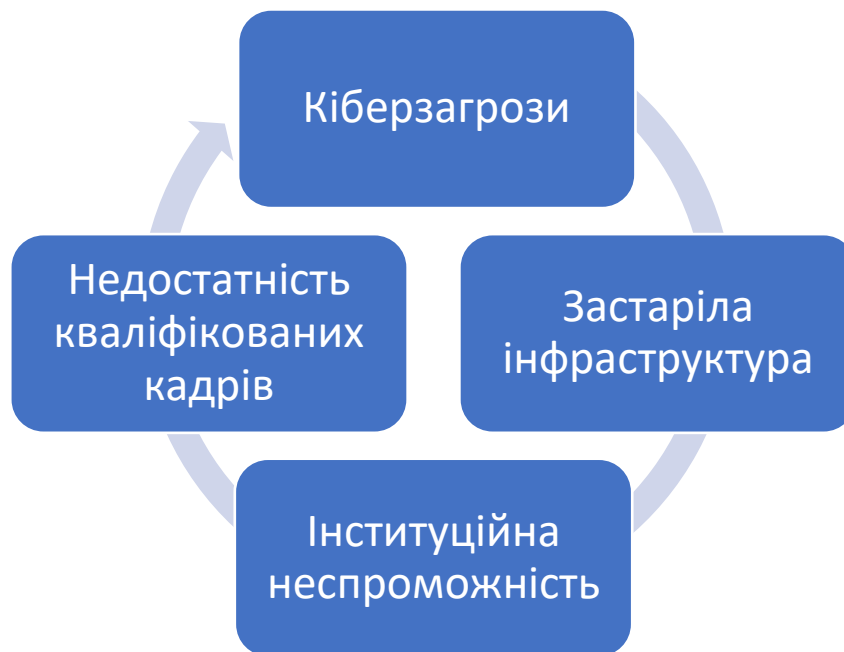 Кіберзагрози
Недостатність
кваліфікованих
кадрів
Застаріла
інфраструктура
Інституційна
неспроможність